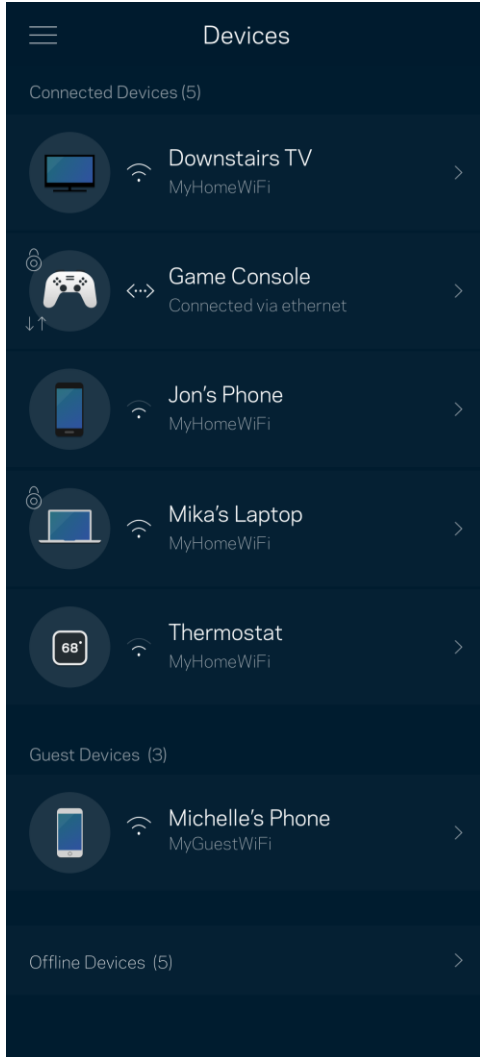 Devices
Connected Devices (5)
Downstairs TV
MyHomeWiFi
Game Console
Connected via ethernet
Jon's Phone
MyHomeWiFi
Mika's Laptop
MyHomeWiFi
68°
Thermostat
MyHomeWiFi
Guest Devices (3)
Michelle's Phone
MyGuestWiFi
Offline Devices (5)